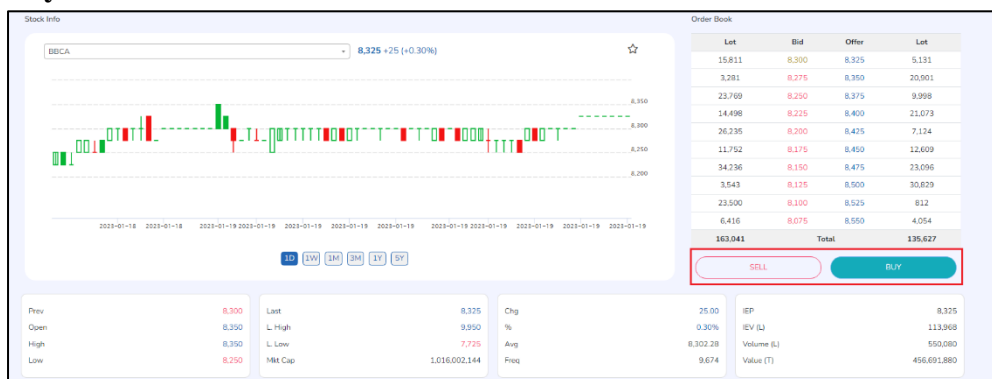 Stock Info
Order Book
BBCA 8,325 +25 (+0.30%)
Lot Bid Offer Lot
15,811 8,300 8,325 5,131
3,281 8,275 8,350 20,901
23,769 8,250 8,375 9,998
14,498 8,225 8,400 21,073
26,235 8,200 8,425 7,124
11,752 8,175 8,450 12,609
34,236 8,150 8,475 23,096
3,543 8,125 8,500 30,829
23,500 8,100 8,525 812
6,416 8,075 8,550 4,054
163,041 Total 135,627
SELL BUY
8,350
8,300
8,250
8,200
2023-01-18 2023-01-18 2023-01-19 2023-01-19 2023-01-19 2023-01-19 2023-01-19 2023-01-19 2023-01-19 2023-01-19 2023-01-19 2023-01-19
1D 1W 1M 3M 1Y 5Y
Prev 8,300 Last 8,325 Chg 25.00 IEP 8,325
Open 8,350 L. High 9,950 % 0.30% IEV (L) 113,968
High 8,350 L. Low 7,725 Avg 8,302.28 Volume (L) 550,080
Low 8,250 Mkt Cap 1,016,002,144 Freq 9,674 Value (T) 456,691,880